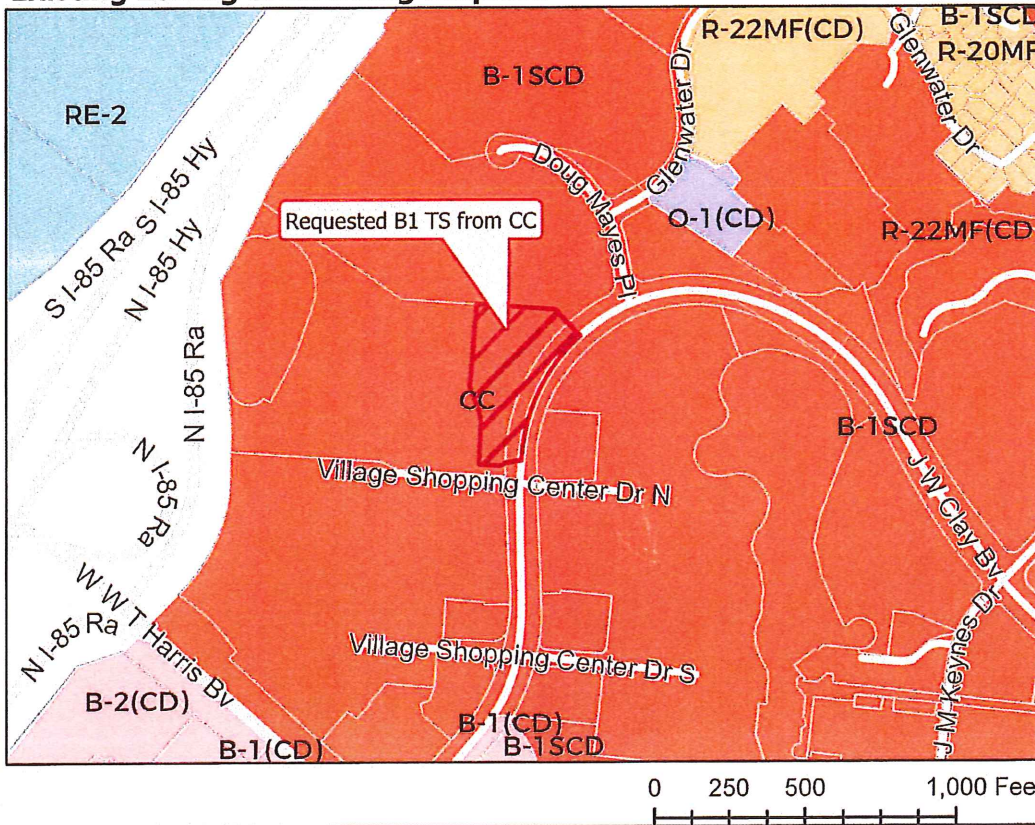 B-1SCD
R-22MF(CD)
B-1SCD
R-20MF
RE-2
Glenwater Dr
Glenwater Dr
Doug Mayes Pl
O-1(CD)
R-22MF(CD
S I-85 Hy
S I-85 Ra
N I-85 Hy
Requested B1 TS from CC
N I-85 Ra
CC
B-1SCD
N I-85 Ra
Village Shopping Center Dr N
J W Clay Bv
W W T Harris Bv
N I-85 Ra
Village Shopping Center Dr S
J M Keynes Dr
B-2(CD)
B-1(CD)
B-1(CD)
B-1SCD
0 250 500 1,000 Fee